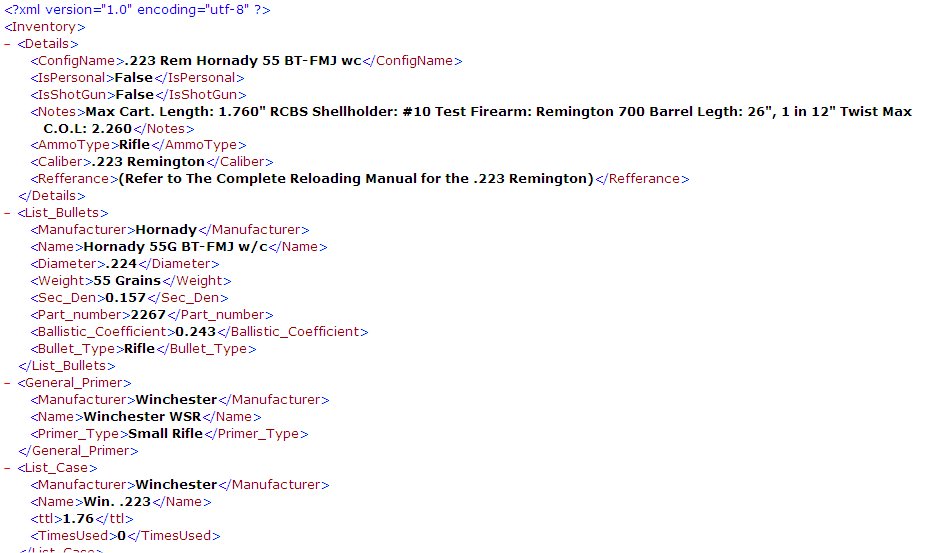 <?xml version="1.0" encoding="utf-8" ?>
<Inventory>
- <Details>
<ConfigName>.223 Rem Hornady 55 BT-FMJ wc</ConfigName>
<IsPersonal>False</IsPersonal>
<IsShotGun>False</IsShotGun>
<Notes>Max Cart. Length: 1.760" RCBS Shellholder: #10 Test Firearm: Remington 700 Barrel Legth: 26", 1 in 12" Twist Max
C.O.L: 2.260</Notes>
<AmmoType>Rifle</AmmoType>
<Caliber>.223 Remington</Caliber>
<Refferance>(Refer to The Complete Reloading Manual for the .223 Remington)</Refferance>
</Details>
- <List_Bullets>
<Manufacturer>Hornady</Manufacturer>
<Name>Hornady 55G BT-FMJ w/c</Name>
<Diameter>.224</Diameter>
<Weight>55 Grains</Weight>
<Sec_Den>0.157</Sec_Den>
<Part_number>2267</Part_number>
<Ballistic_Coefficient>0.243</Ballistic_Coefficient>
<Bullet_Type>Rifle</Bullet_Type>
</List_Bullets>
- <General_Primer>
<Manufacturer>Winchester</Manufacturer>
<Name>Winchester WSR</Name>
<Primer_Type>Small Rifle</Primer_Type>
</General_Primer>
- <List_Case>
<Manufacturer>Winchester</Manufacturer>
<Name>Win. .223</Name>
<ttl>1.76</ttl>
<TimesUsed>0</TimesUsed>
</List_Case>